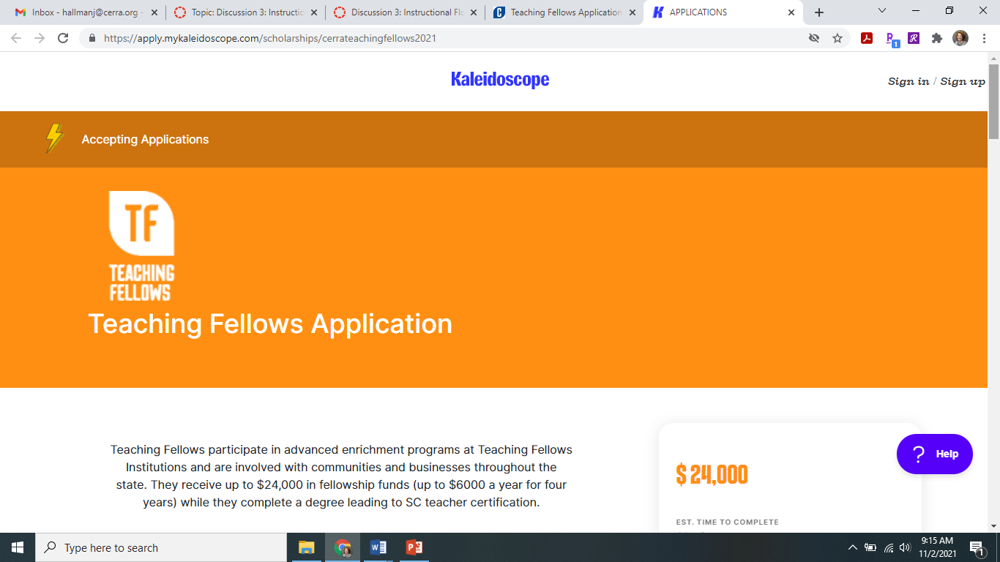 Inbox - hallmanj@cerra.org -
Topic: Discussion 3: Instructio
Discussion 3: Instructional Flo
Teaching Fellows Application
APPLICATIONS
https://apply.mykaleidoscope.com/scholarships/cerrateachingfellows2021
1
Kaleidoscope
Sign in / Sign up
Accepting Applications
TF
TEACHING
FELLOWS
Teaching Fellows Application
Teaching Fellows participate in advanced enrichment programs at Teaching Fellows
Institutions and are involved with communities and businesses throughout the
state. They receive up to $24,000 in fellowship funds (up to $6000 a year for four
years) while they complete a degree leading to SC teacher certification.
$ 24,000
EST. TIME TO COMPLETE
? Help
Type here to search
9:15 AM
11/2/2021
1